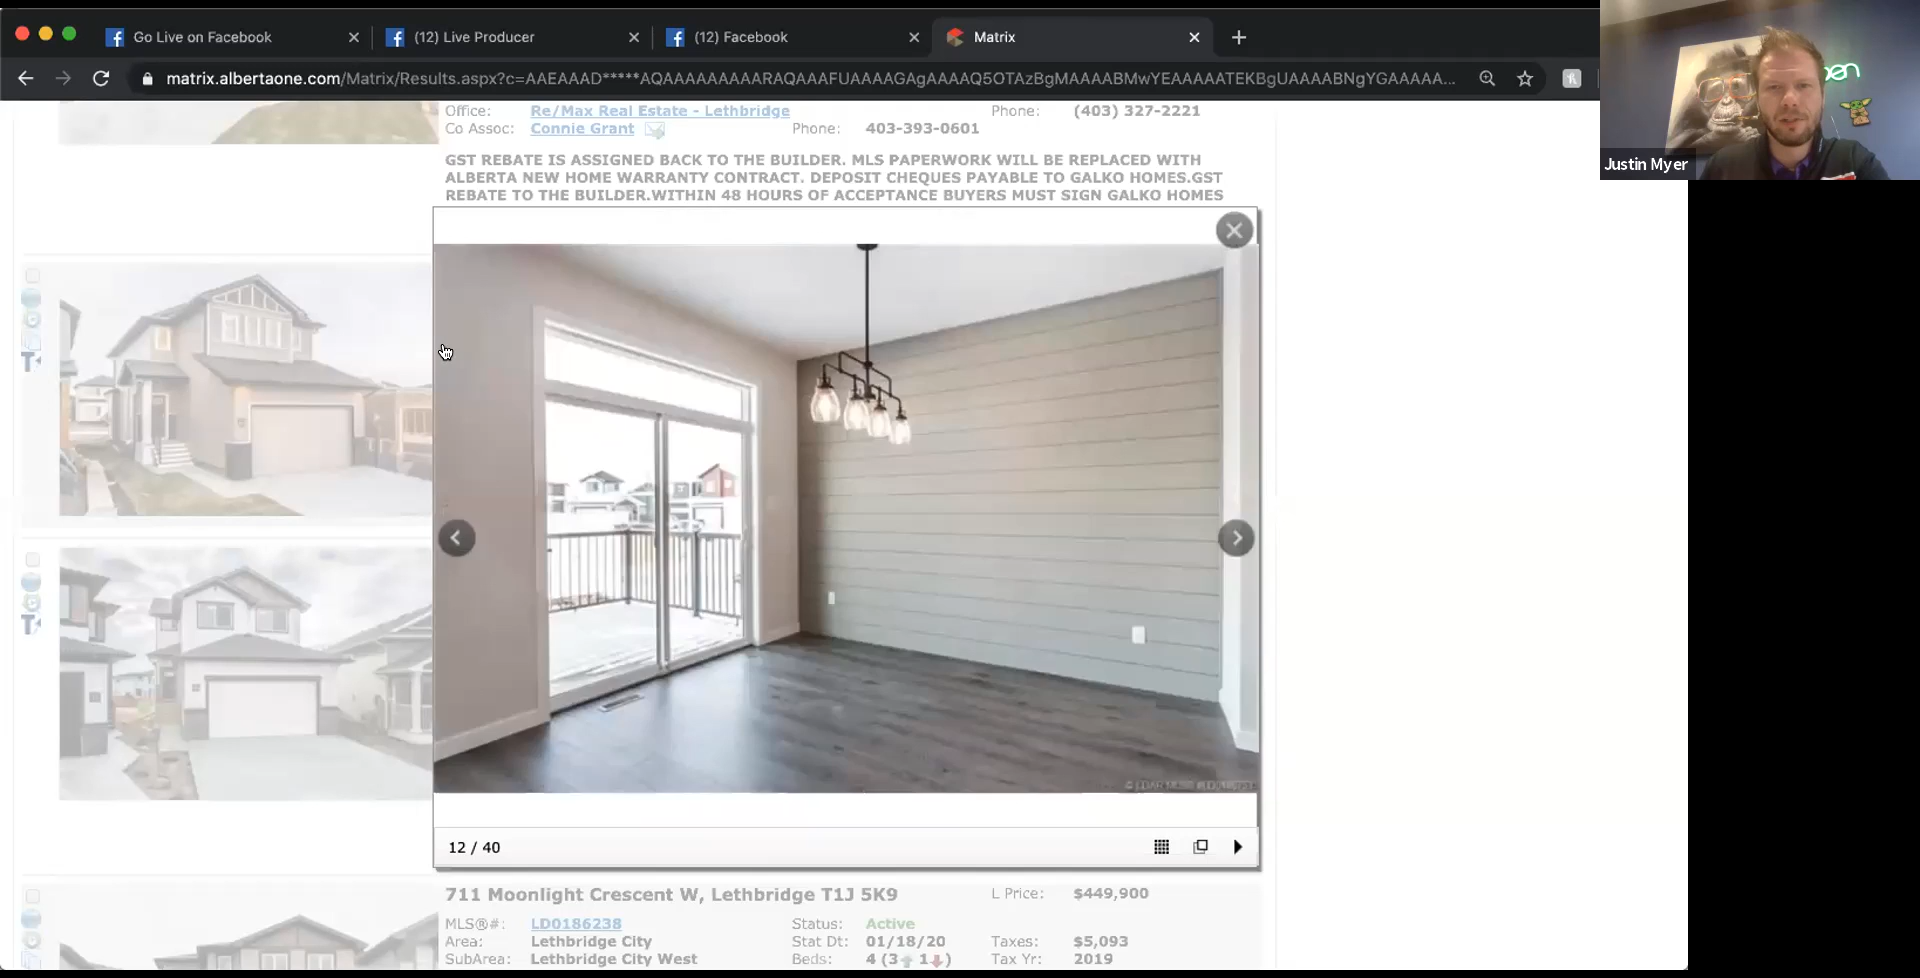 Go Live on Facebook
(12) Live Producer
(12) Facebook
Matrix
matrix.albertaone.com/Matrix/Results.aspx?c=AAEAAAD*****AQAAAAAAAAARAQAAAFUAAAAGAgAAAAQ5OTAzBgMAAAABMwYEAAAAATEKBgUAAAABNgYGAAAAA...
Justin Myer
Office: Re/Max Real Estate - Lethbridge Phone: (403) 327-2221
Co Assoc: Connie Grant Phone: 403-393-0601
GST REBATE IS ASSIGNED BACK TO THE BUILDER. MLS PAPERWORK WILL BE REPLACED WITH
ALBERTA NEW HOME WARRANTY CONTRACT. DEPOSIT CHEQUES PAYABLE TO GALKO HOMES.GST
REBATE TO THE BUILDER.WITHIN 48 HOURS OF ACCEPTANCE BUYERS MUST SIGN GALKO HOMES
12 / 40
711 Moonlight Crescent W, Lethbridge T1J 5K9 L Price: $449,900
MLS®#: LD0186238 Status: Active
Area: Lethbridge City Stat Dt: 01/18/20 Taxes: $5,093
SubArea: Lethbridge City West Beds: 4 (3 1) Tax Yr: 2019